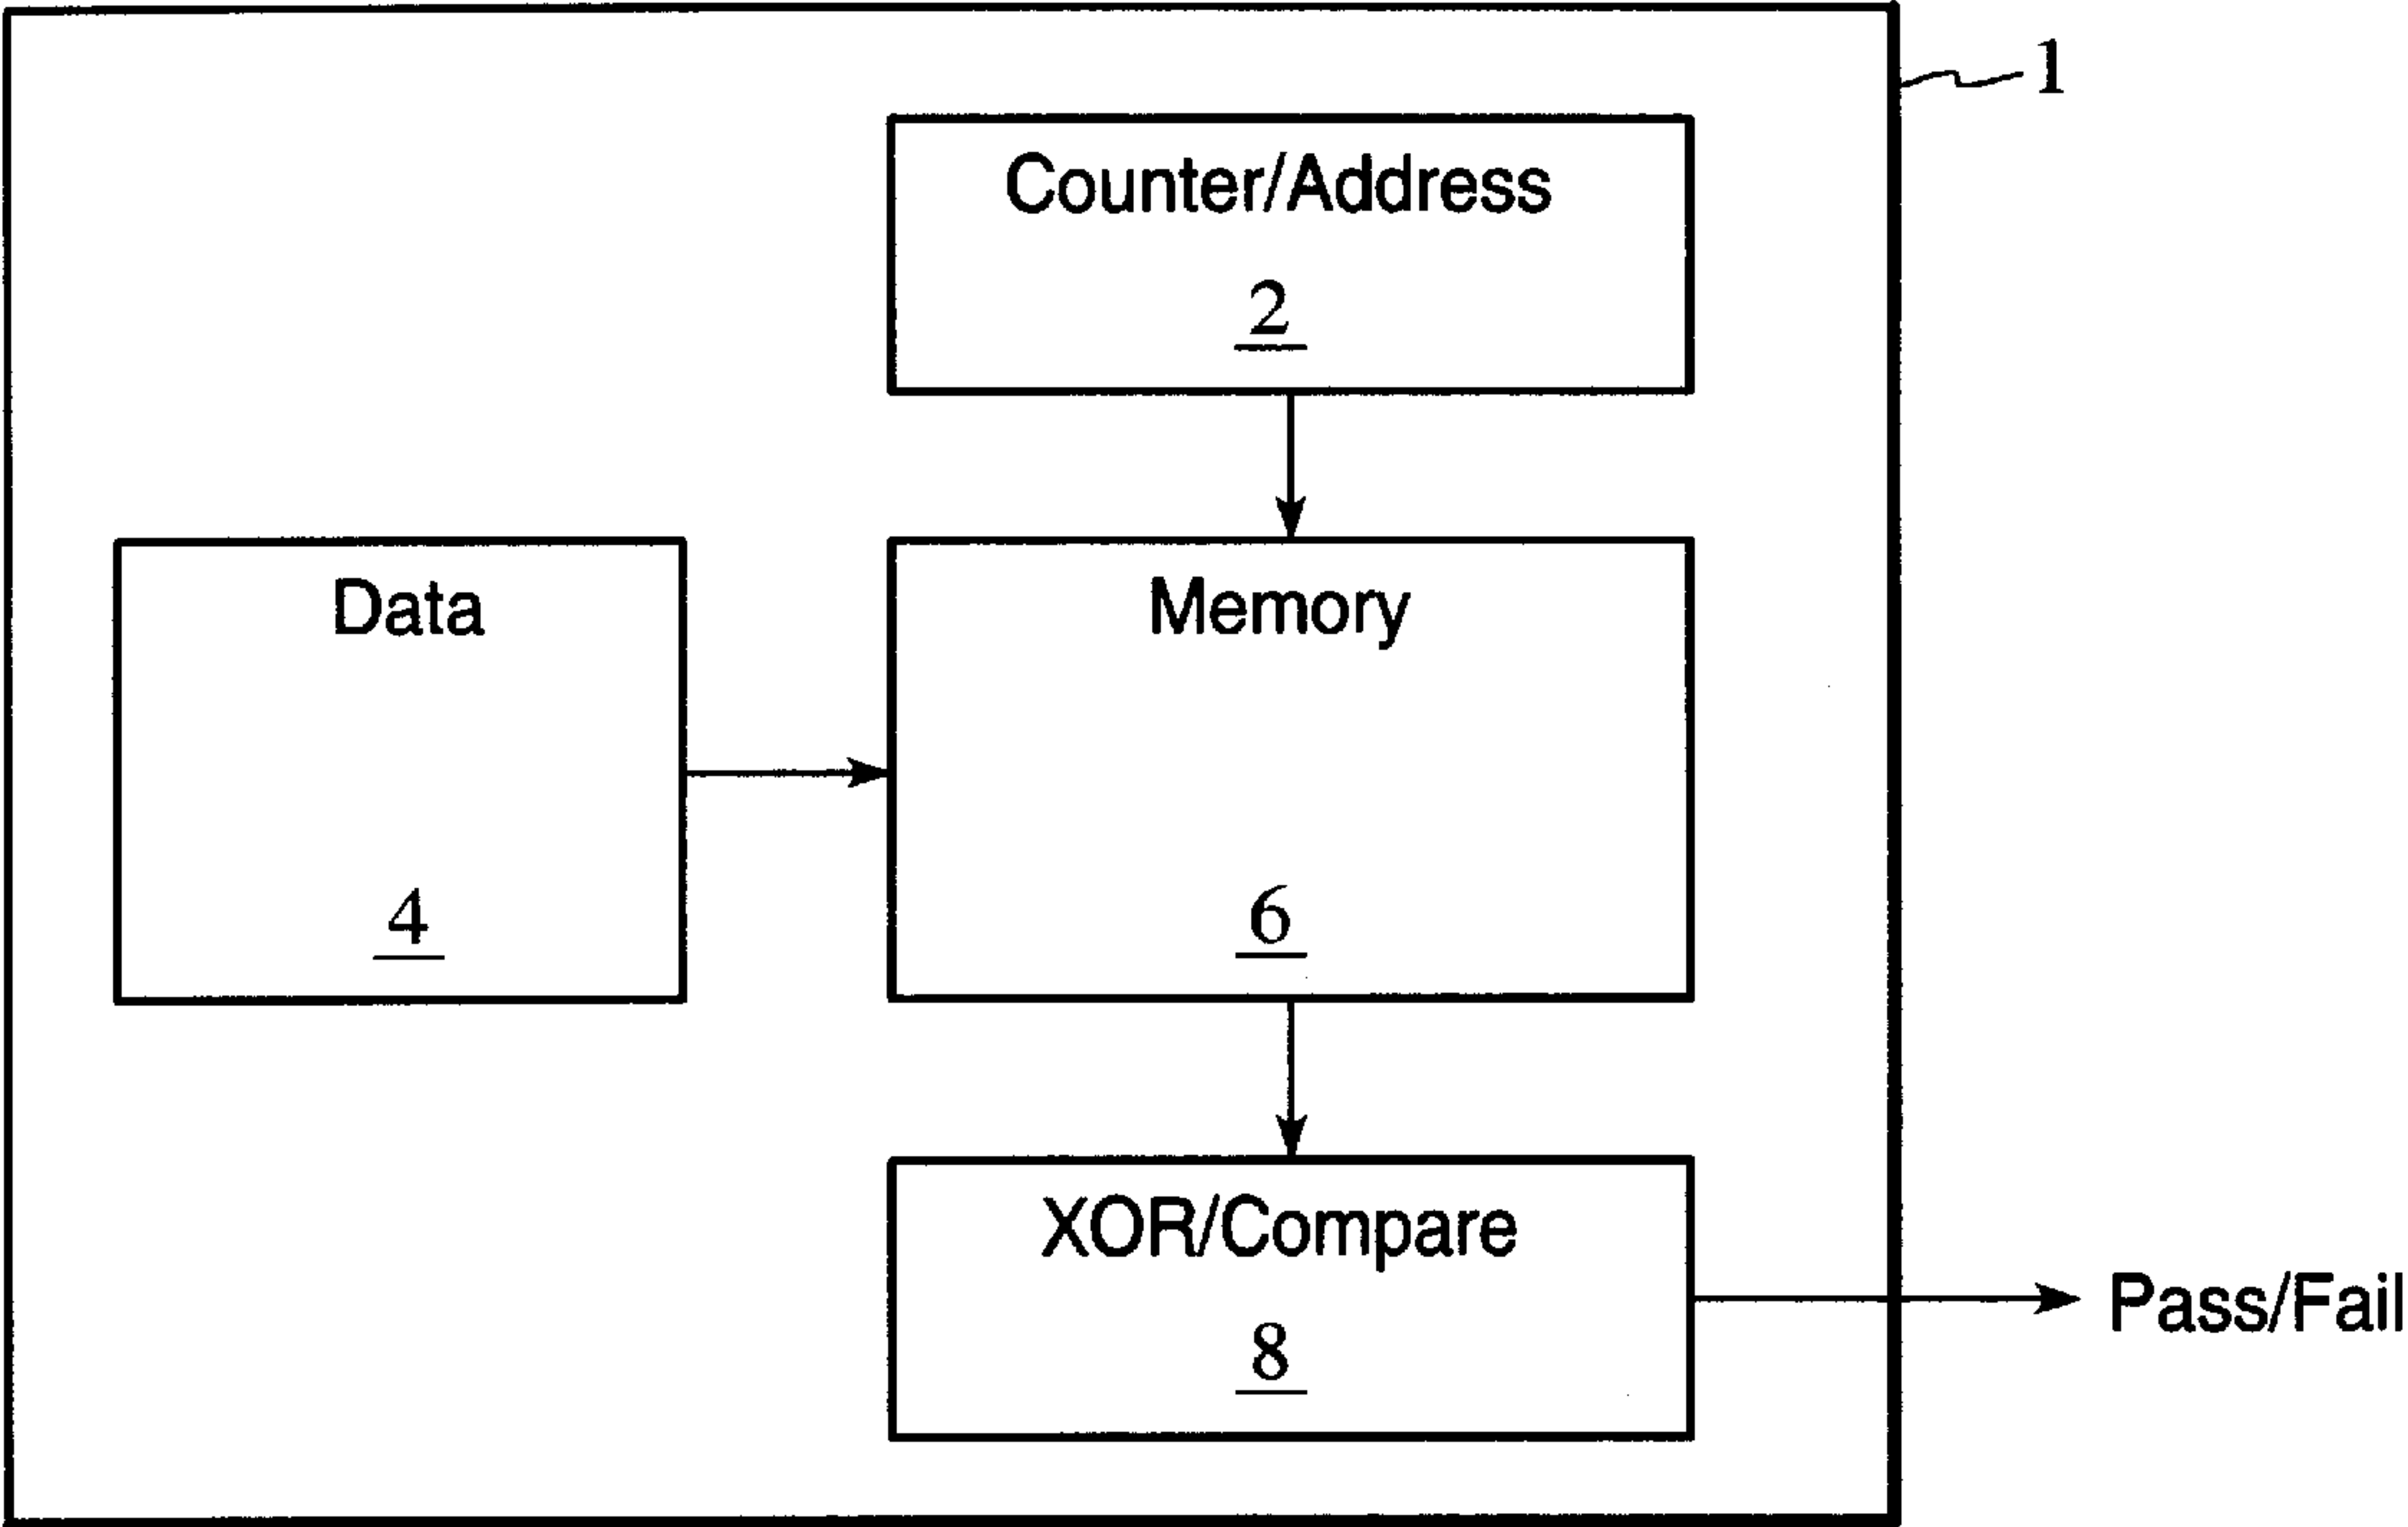 1
Counter/Address
2
Data
4
Memory
6
XOR/Compare
8
Pass/Fail